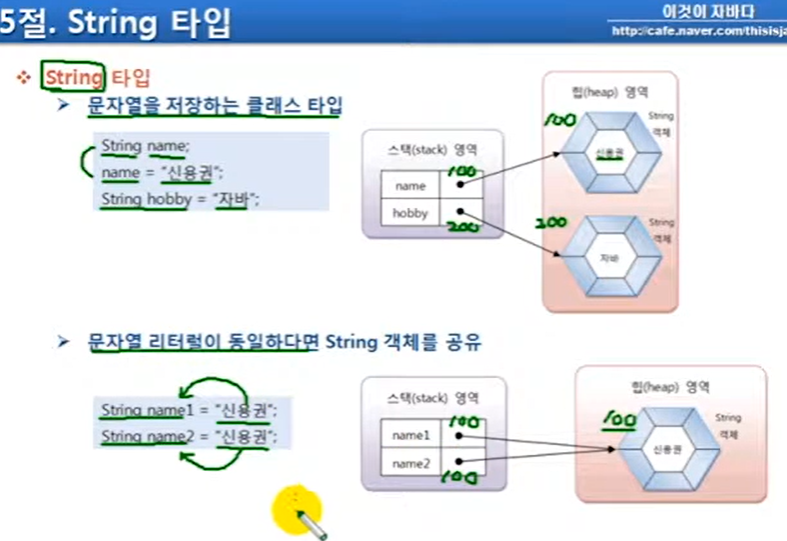 5절. String 타입
이것이 자바다
http://cafe.naver.com/thisisja
❖ String 타입
➢ 문자열을 저장하는 클래스 타입
String name;
name = "신용권";
String hobby = "자바";
스택(stack) 영역
name 100
hobby 200
힙(heap) 영역
100
String 객체
신용권
200
String 객체
자바
➢ 문자열 리터럴이 동일하다면 String 객체를 공유
String name1 = "신용권";
String name2 = "신용권";
스택(stack) 영역
name1 100
name2 100
힙(heap) 영역
100
String 객체
신용권